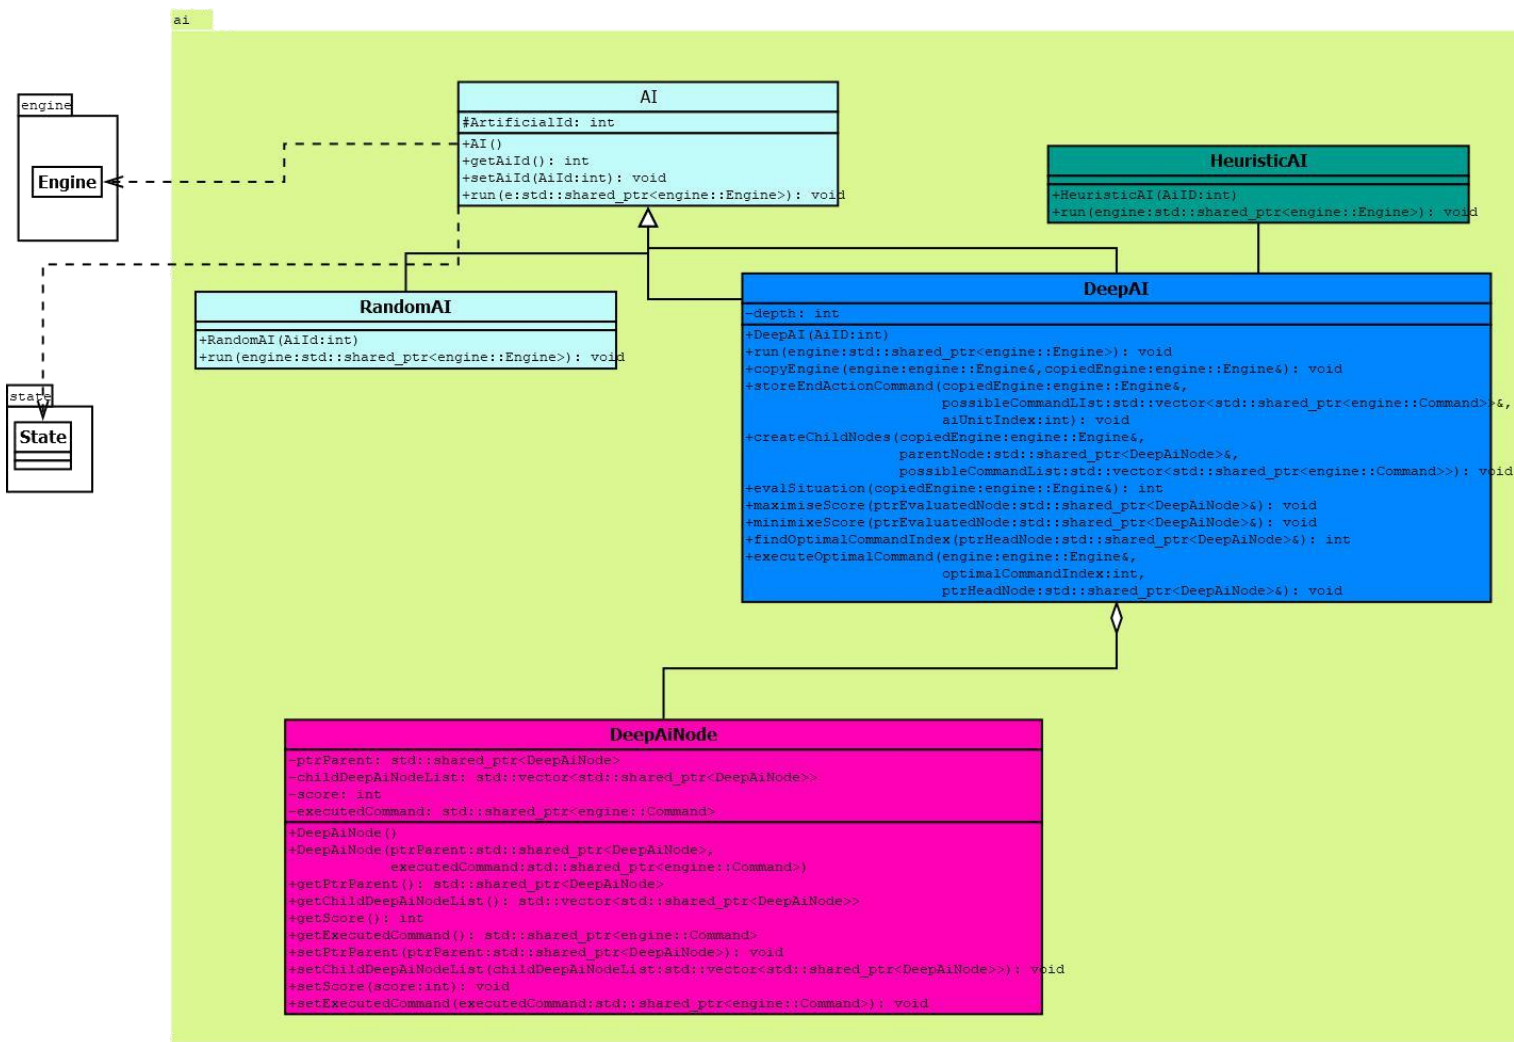 ai
engine
Engine
state
State
AI
#ArtificialId: int
+AI()
+getAiId(): int
+setAiId(AiId:int): void
+run(e:std::shared_ptr<engine::Engine>): void
HeuristicAI
+HeuristicAI(AiID:int)
+run(engine:std::shared_ptr<engine::Engine>): void
RandomAI
+RandomAI(AiId:int)
+run(engine:std::shared_ptr<engine::Engine>): void
DeepAI
-depth: int
+DeepAI(AiID:int)
+run(engine:std::shared_ptr<engine::Engine>): void
+copyEngine(engine:engine::Engine&,copiedEngine:engine::Engine&): void
+storeEndActionCommand(copiedEngine:engine::Engine&,
possibleCommandLIst:std::vector<std::shared_ptr<engine::Command>>&,
aiUnitIndex:int): void
+createChildNodes(copiedEngine:engine::Engine&,
parentNode:std::shared_ptr<DeepAiNode>&,
possibleCommandList:std::vector<std::shared_ptr<engine::Command>>): void
+evalSituation(copiedEngine:engine::Engine&): int
+maximiseScore(ptrEvaluatedNode:std::shared_ptr<DeepAiNode>&): void
+minimixeScore(ptrEvaluatedNode:std::shared_ptr<DeepAiNode>&): void
+findOptimalCommandIndex(ptrHeadNode:std::shared_ptr<DeepAiNode>&): int
+executeOptimalCommand(engine:engine::Engine&,
optimalCommandIndex:int,
ptrHeadNode:std::shared_ptr<DeepAiNode>&): void
DeepAiNode
-ptrParent: std::shared_ptr<DeepAiNode>
-childDeepAiNodeList: std::vector<std::shared_ptr<DeepAiNode>>
-score: int
-executedCommand: std::shared_ptr<engine::Command>
+DeepAiNode()
+DeepAiNode(ptrParent:std::shared_ptr<DeepAiNode>,
executedCommand:std::shared_ptr<engine::Command>)
+getPtrParent(): std::shared_ptr<DeepAiNode>
+getChildDeepAiNodeList(): std::vector<std::shared_ptr<DeepAiNode>>
+getScore(): int
+getExecutedCommand(): std::shared_ptr<engine::Command>
+setPtrParent(ptrParent:std::shared_ptr<DeepAiNode>): void
+setChildDeepAiNodeList(childDeepAiNodeList:std::vector<std::shared_ptr<DeepAiNode>>): void
+setScore(score:int): void
+setExecutedCommand(executedCommand:std::shared_ptr<engine::Command>): void